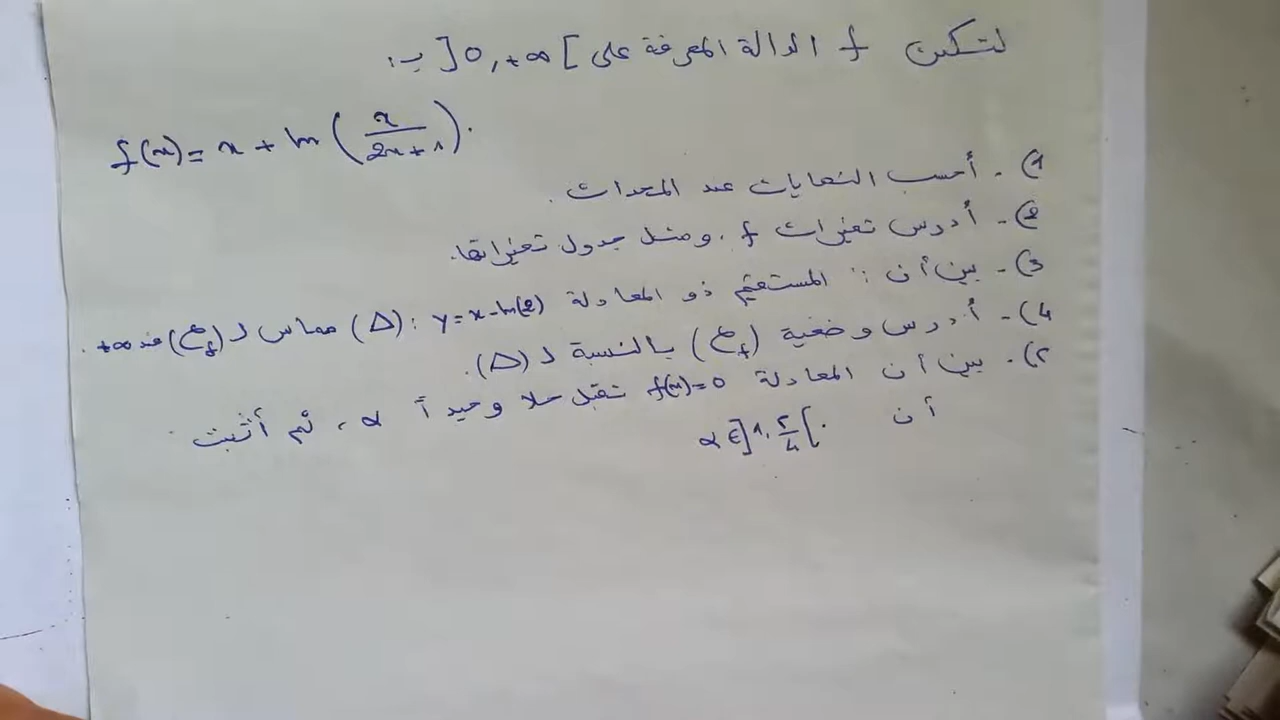 لتكن f الدالة المعرفة على ]0,+∞[ بـ:
f(x) = x + ln(x/(2x+1)).
1) - أحسب النهايات عند المحدات.
2) - أدرس تغيرات f، ومثل جدول تغيراتها.
3) - بين أن: المستقيم ذو المعادلة y=x-ln(2) :(Δ) مماس لـ (Cf) عند +∞.
4) - أدرس وضعية (Cf) بالنسبة لـ (Δ).
5) - بين أن المعادلة f(x)=0 تقبل حلا وحيداً α، ثم أثبت
أن α∈]1,5/4[.